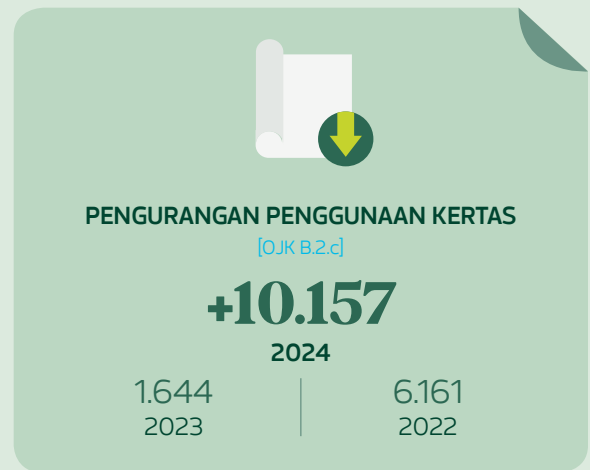 PENGURANGAN PENGGUNAAN KERTAS
[OJK B.2.c]
+10.157
2024
1.644 6.161
2023 2022